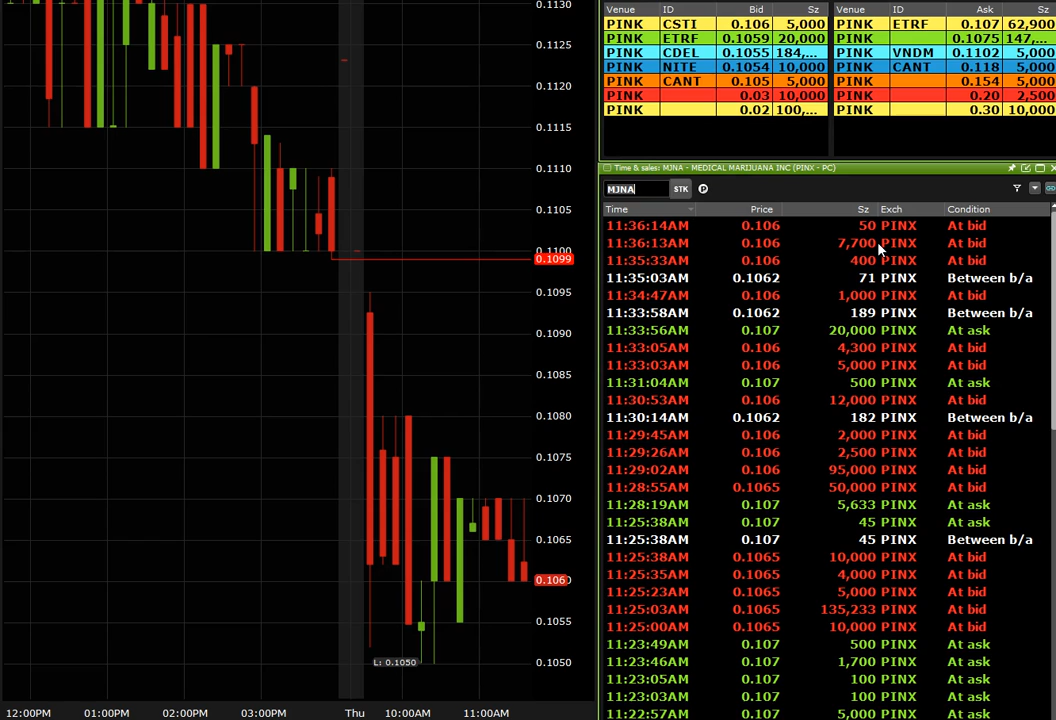 0.1130
0.1125
0.1120
0.1115
0.1110
0.1105
0.1100
0.1099
0.1095
0.1090
0.1085
0.1080
0.1075
0.1070
0.1065
0.1060
0.1055
0.1050
L: 0.1050
12:00PM 01:00PM 02:00PM 03:00PM Thu 10:00AM 11:00AM
Venue ID Bid Sz Venue ID Ask Sz
PINK CSTI 0.106 5,000 PINK ETRF 0.107 62,900
PINK ETRF 0.1059 20,000 PINK 0.1075 147,...
PINK CDEL 0.1055 184,... PINK VNDM 0.1102 5,000
PINK NITE 0.1054 10,000 PINK CANT 0.118 5,000
PINK CANT 0.105 5,000 PINK 0.154 5,000
PINK 0.03 10,000 PINK 0.20 2,500
PINK 0.02 100,... PINK 0.30 10,000
Time & sales: MJNA - MEDICAL MARIJUANA INC (PINX - PC)
MJNA STK
Time Price Sz Exch Condition
11:36:14AM 0.106 50 PINX At bid
11:36:13AM 0.106 7,700 PINX At bid
11:35:33AM 0.106 400 PINX At bid
11:35:03AM 0.1062 71 PINX Between b/a
11:34:47AM 0.106 1,000 PINX At bid
11:33:58AM 0.1062 189 PINX Between b/a
11:33:56AM 0.107 20,000 PINX At ask
11:33:05AM 0.106 4,300 PINX At bid
11:33:03AM 0.106 5,000 PINX At bid
11:31:04AM 0.107 500 PINX At ask
11:30:53AM 0.106 12,000 PINX At bid
11:30:14AM 0.1062 182 PINX Between b/a
11:29:45AM 0.106 2,000 PINX At bid
11:29:26AM 0.106 2,500 PINX At bid
11:29:02AM 0.106 95,000 PINX At bid
11:28:55AM 0.1065 50,000 PINX At bid
11:28:19AM 0.107 5,633 PINX At ask
11:25:38AM 0.107 45 PINX At ask
11:25:38AM 0.107 45 PINX Between b/a
11:25:38AM 0.1065 10,000 PINX At bid
11:25:35AM 0.1065 4,000 PINX At bid
11:25:23AM 0.1065 5,000 PINX At bid
11:25:03AM 0.1065 135,233 PINX At bid
11:25:00AM 0.1065 10,000 PINX At bid
11:23:49AM 0.107 500 PINX At ask
11:23:46AM 0.107 1,700 PINX At ask
11:23:05AM 0.107 100 PINX At ask
11:23:03AM 0.107 100 PINX At ask
11:22:57AM 0.107 5,000 PINX At ask